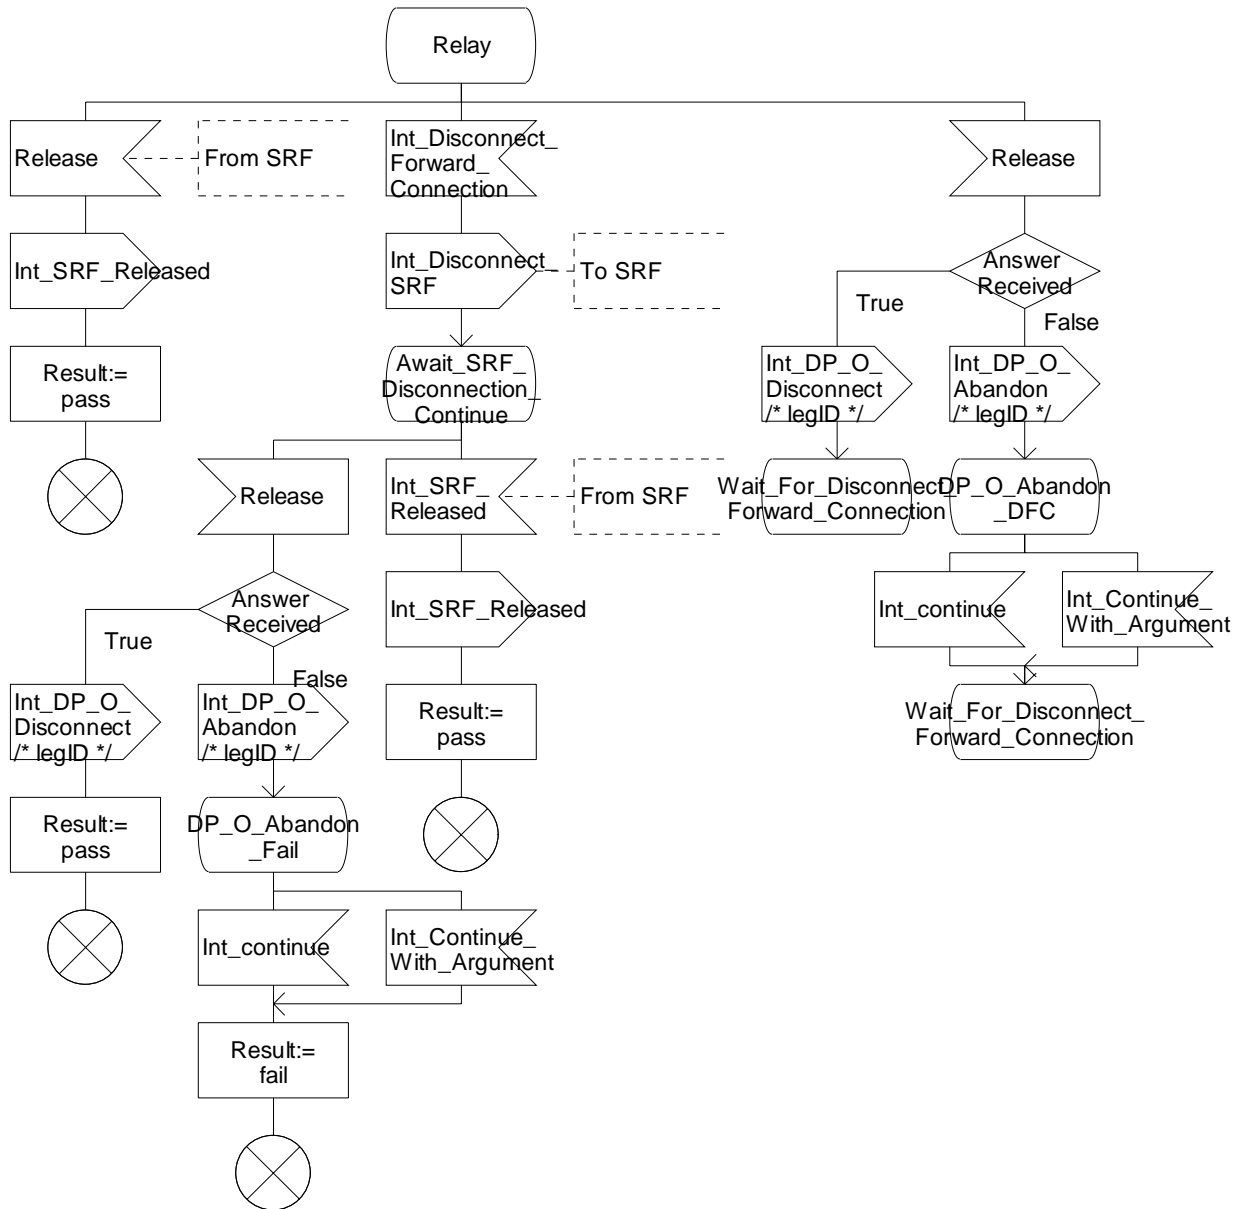 Relay
Release
From SRF
Int_Disconnect_
Forward_
Connection
Release
Int_SRF_Released
Int_Disconnect_
SRF
To SRF
Answer
Received
True
False
Result:=
pass
Await_SRF_
Disconnection_
Continue
Int_DP_O_
Disconnect
/* legID */
Int_DP_O_
Abandon
/* legID */
Release
Int_SRF_
Released
From SRF
Wait_For_Disconnect_
Forward_Connection
DP_O_Abandon
_DFC
Answer
Received
Int_SRF_Released
Int_continue
Int_Continue_
With_Argument
True
False
Int_DP_O_
Disconnect
/* legID */
Int_DP_O_
Abandon
/* legID */
Result:=
pass
Wait_For_Disconnect_
Forward_Connection
Result:=
pass
DP_O_Abandon
_Fail
Int_continue
Int_Continue_
With_Argument
Result:=
fail